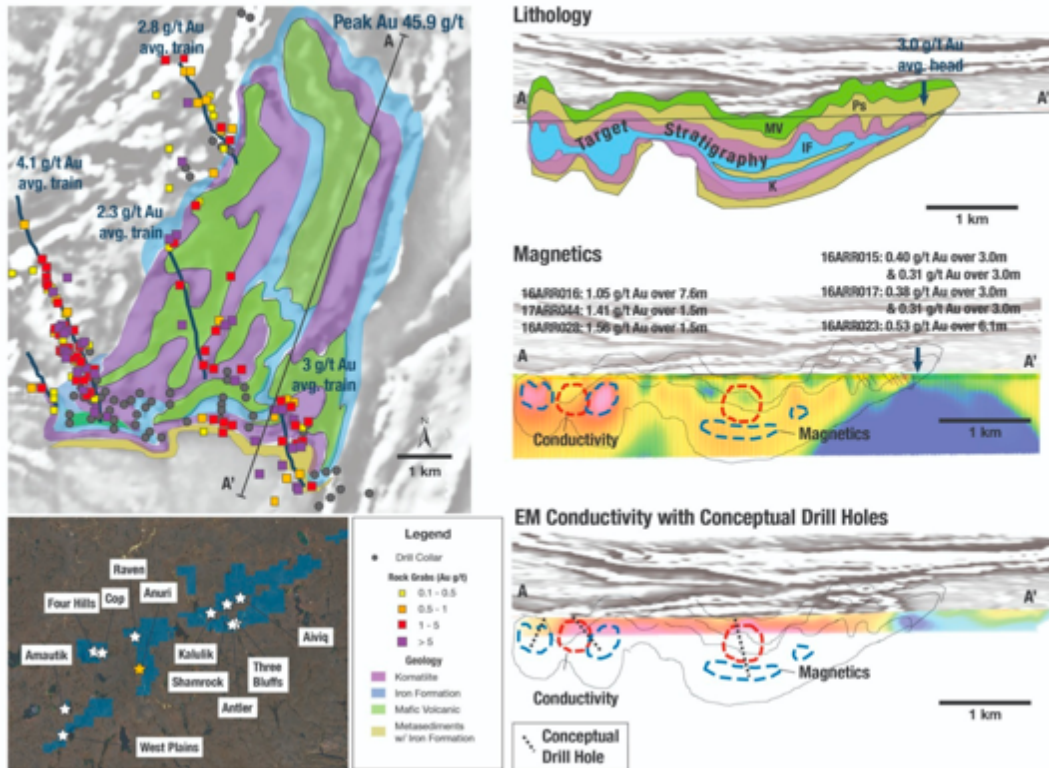 Peak Au 45.9 g/t
2.8 g/t Au
avg. train
A
4.1 g/t Au
avg. train
2.3 g/t Au
avg. train
3 g/t Au
avg. train
A'
N
1 km
Lithology
3.0 g/t Au
avg. head
A
A'
Ps
MV
Target Stratigraphy
IF
K
1 km
Magnetics
16ARR015: 0.40 g/t Au over 3.0m
& 0.31 g/t Au over 3.0m
16ARR016: 1.05 g/t Au over 7.6m
16ARR017: 0.38 g/t Au over 3.0m
17ARR044: 1.41 g/t Au over 1.5m
& 0.31 g/t Au over 3.0m
16ARR028: 1.56 g/t Au over 1.5m
16ARR023: 0.53 g/t Au over 6.1m
A
A'
Conductivity
Magnetics
1 km
EM Conductivity with Conceptual Drill Holes
A
A'
Conductivity
Magnetics
1 km
Conceptual
Drill Hole
Raven
Four Hills
Cop
Anuri
Amautik
Kalulik
Aiviq
Shamrock
Three
Bluffs
Antler
West Plains
Legend
Drill Collar
Rock Grabs (Au g/t)
0.1 - 0.5
0.5 - 1
1 - 5
> 5
Geology
Komatiite
Iron Formation
Mafic Volcanic
Metasediments
w/ Iron Formation